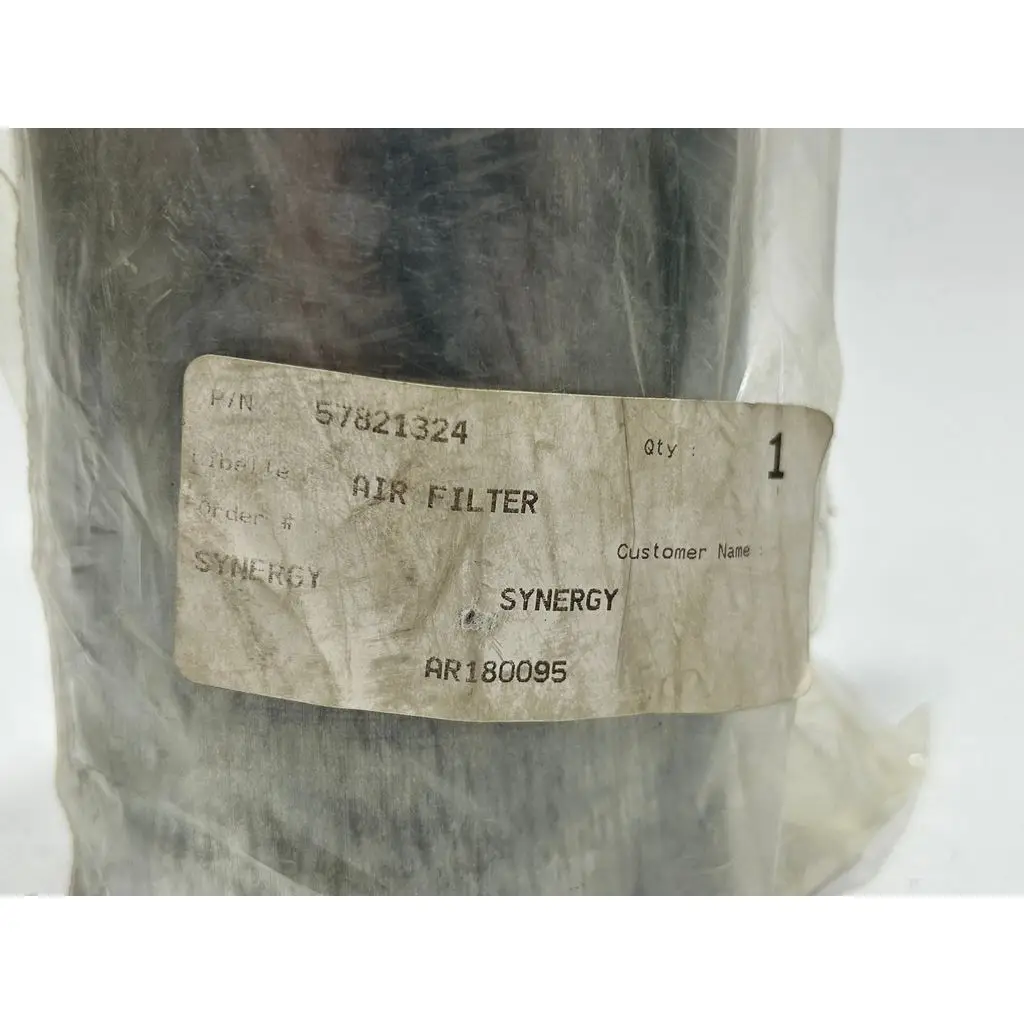 P/N 57821324 Qty : 1
Libelle : AIR FILTER
Order # Customer Name :
SYNERGY SYNERGY
AR180095